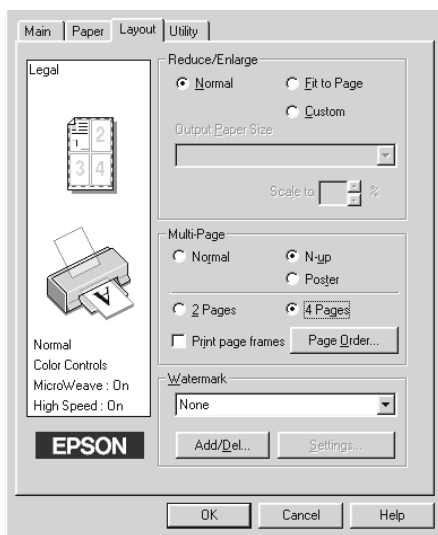 Main Paper Layout Utility
Legal
1 2
3 4
Normal
Color Controls
MicroWeave : On
High Speed : On
EPSON
Reduce/Enlarge
Normal Fit to Page
Custom
Output Paper Size
Scale to %
Multi-Page
Normal N-up
Poster
2 Pages 4 Pages
Print page frames Page Order...
Watermark
None
Add/Del... Settings...
OK Cancel Help